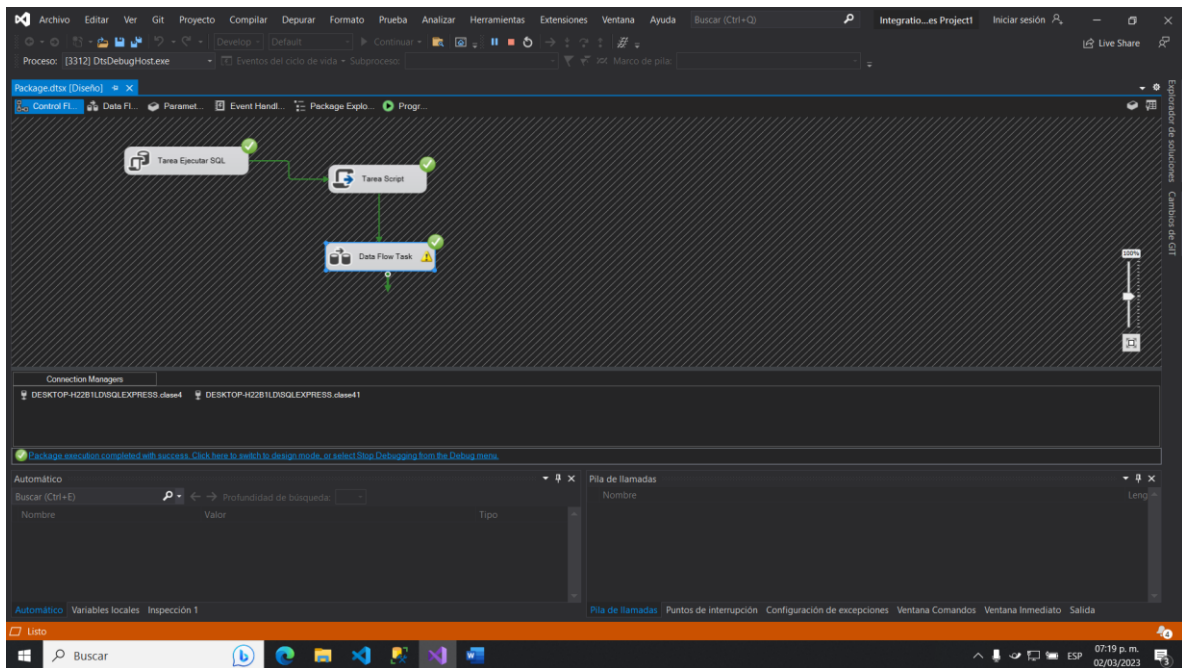 Archivo Editar Ver Git Proyecto Compilar Depurar Formato Prueba Analizar Herramientas Extensiones Ventana Ayuda Buscar (Ctrl+Q) Integratio...es Project1 Iniciar sesión
Develop Default Continuar Live Share
Proceso: [3312] DtsDebugHost.exe Eventos del ciclo de vida Subproceso: Marco de pila:
Package.dtsx [Diseño]
Control Fl... Data Fl... Paramet... Event Handl... Package Explo... Progr...
Explorador de soluciones
Cambios de GIT
Tarea Ejecutar SQL
Tarea Script
Data Flow Task
100%
Connection Managers
DESKTOP-H22B1LD\SQLEXPRESS.clase4 DESKTOP-H22B1LD\SQLEXPRESS.clase41
Package execution completed with success. Click here to switch to design mode, or select Stop Debugging from the Debug menu.
Automático
Buscar (Ctrl+E) Profundidad de búsqueda:
Nombre Valor Tipo
Pila de llamadas
Nombre Leng
Automático Variables locales Inspección 1
Pila de llamadas Puntos de interrupción Configuración de excepciones Ventana Comandos Ventana Inmediato Salida
Listo
Buscar
ESP
07:19 p. m.
02/03/2023